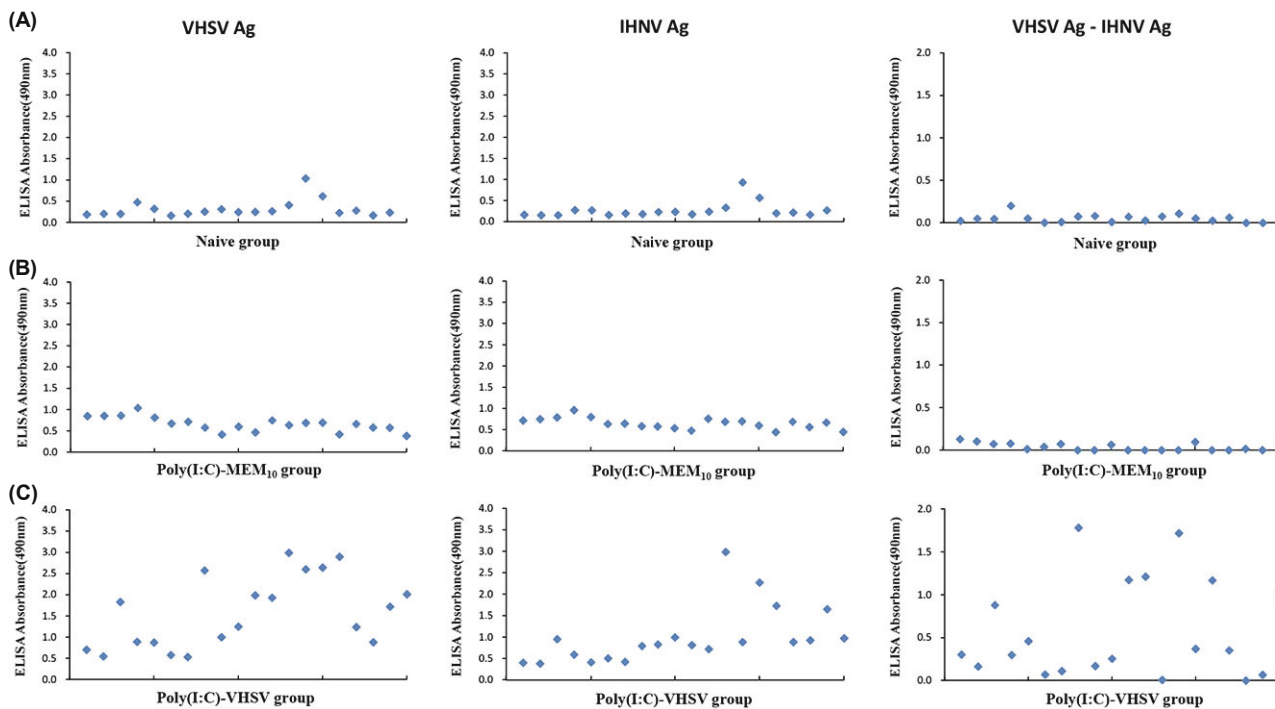 (A)
VHSV Ag
IHNV Ag
VHSV Ag - IHNV Ag
ELISA Absorbance(490nm)
4.0
3.5
3.0
2.5
2.0
1.5
1.0
0.5
0.0
Naive group
ELISA Absorbance(490nm)
4.0
3.5
3.0
2.5
2.0
1.5
1.0
0.5
0.0
Naive group
ELISA Absorbance(490nm)
2.0
1.5
1.0
0.5
0.0
Naive group
(B)
ELISA Absorbance(490nm)
4.0
3.5
3.0
2.5
2.0
1.5
1.0
0.5
0.0
Poly(I:C)-MEM₁₀ group
ELISA Absorbance(490nm)
4.0
3.5
3.0
2.5
2.0
1.5
1.0
0.5
0.0
Poly(I:C)-MEM₁₀ group
ELISA Absorbance(490nm)
2.0
1.5
1.0
0.5
0.0
Poly(I:C)-MEM₁₀ group
(C)
ELISA Absorbance(490nm)
4.0
3.5
3.0
2.5
2.0
1.5
1.0
0.5
0.0
Poly(I:C)-VHSV group
ELISA Absorbance(490nm)
4.0
3.5
3.0
2.5
2.0
1.5
1.0
0.5
0.0
Poly(I:C)-VHSV group
ELISA Absorbance(490nm)
2.0
1.5
1.0
0.5
0.0
Poly(I:C)-VHSV group